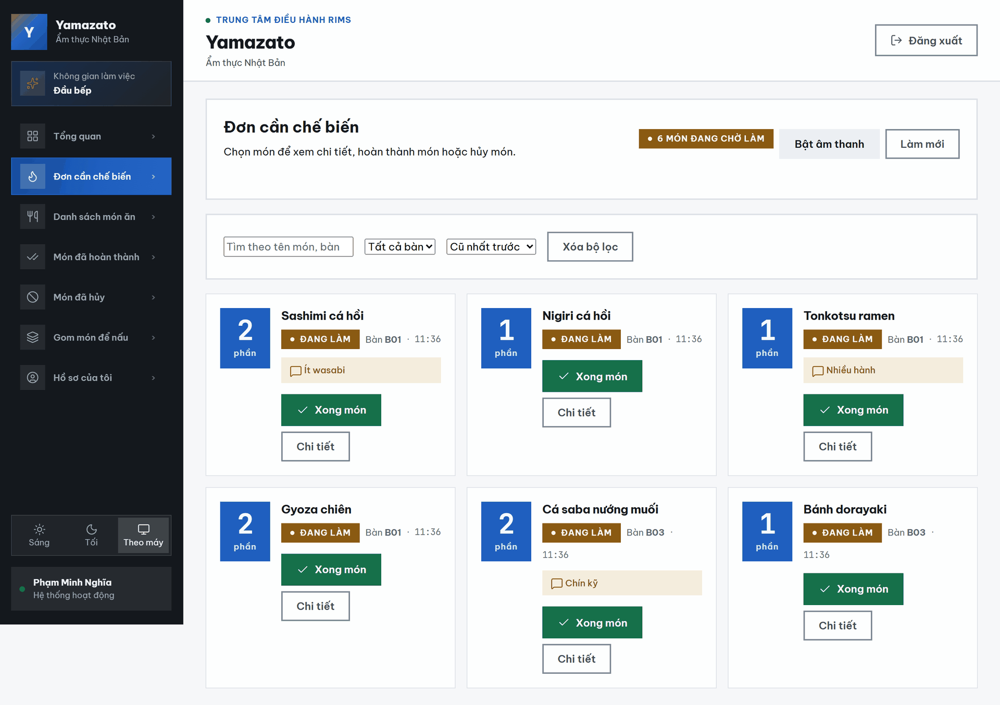 Y
Yamazato
Ẩm thực Nhật Bản
Không gian làm việc
Đầu bếp
Tổng quan
Đơn cần chế biến
Danh sách món ăn
Món đã hoàn thành
Món đã hủy
Gom món để nấu
Hồ sơ của tôi
Sáng
Tối
Theo máy
Phạm Minh Nghĩa
Hệ thống hoạt động
TRUNG TÂM ĐIỀU HÀNH RIMS
Yamazato
Ẩm thực Nhật Bản
Đăng xuất
Đơn cần chế biến
Chọn món để xem chi tiết, hoàn thành món hoặc hủy món.
6 MÓN ĐANG CHỜ LÀM
Bật âm thanh
Làm mới
Tìm theo tên món, bàn
Tất cả bàn
Cũ nhất trước
Xóa bộ lọc
2 phần
Sashimi cá hồi
ĐANG LÀM Bàn B01 · 11:36
Ít wasabi
Xong món
Chi tiết
1 phần
Nigiri cá hồi
ĐANG LÀM Bàn B01 · 11:36
Xong món
Chi tiết
1 phần
Tonkotsu ramen
ĐANG LÀM Bàn B01 · 11:36
Nhiều hành
Xong món
Chi tiết
2 phần
Gyoza chiên
ĐANG LÀM Bàn B01 · 11:36
Xong món
Chi tiết
2 phần
Cá saba nướng muối
ĐANG LÀM Bàn B03 ·
11:36
Chín kỹ
Xong món
Chi tiết
1 phần
Bánh dorayaki
ĐANG LÀM Bàn B03 ·
11:36
Xong món
Chi tiết